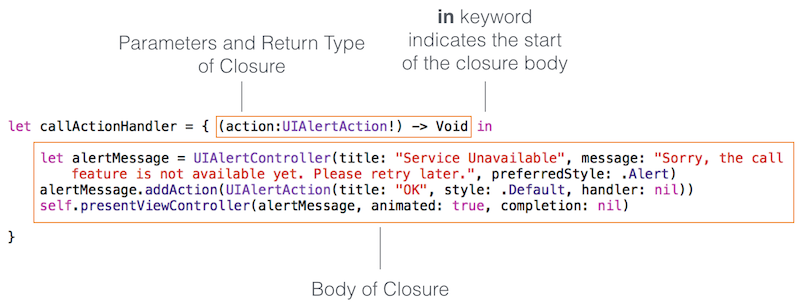 in keyword
Parameters and Return Type
indicates the start
of Closure
of the closure body
let callActionHandler = { (action:UIAlertAction!) -> Void in
let alertMessage = UIAlertController(title: "Service Unavailable", message: "Sorry, the call
feature is not available yet. Please retry later.", preferredStyle: .Alert)
alertMessage.addAction(UIAlertAction(title: "OK", style: .Default, handler: nil))
self.presentViewController(alertMessage, animated: true, completion: nil)
}
Body of Closure